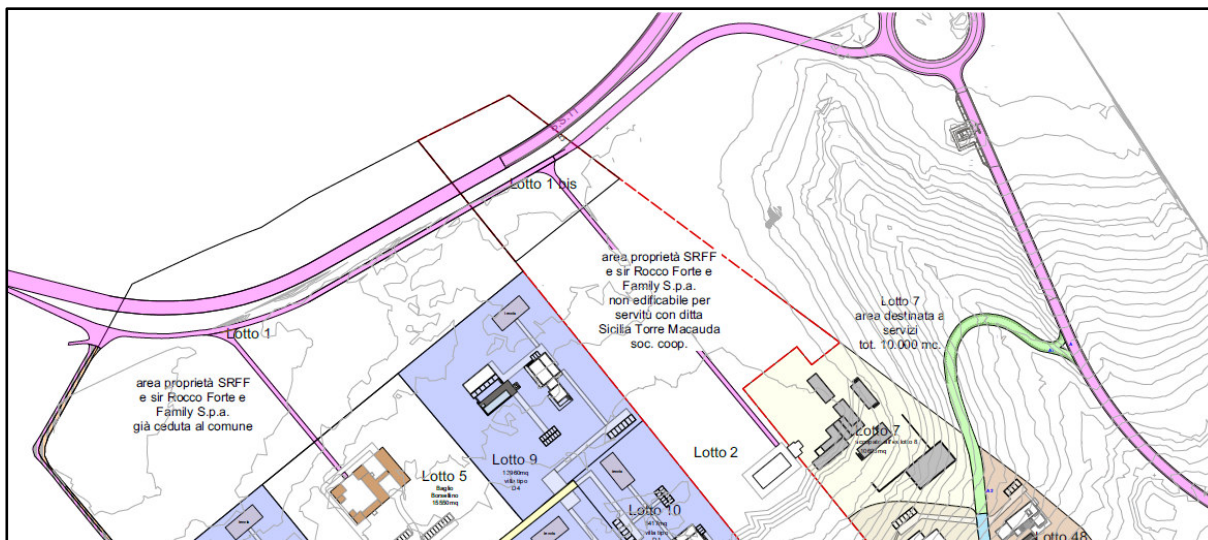 S.S.11
Lotto 1 bis
area proprietà SRFF
e sir Rocco Forte e
Family S.p.a.
non edificabile per
servitù con ditta
Sicilia Torre Macauda
soc. coop.
Lotto 7
area destinata a
servizi
tot. 10.000 mc.
Lotto 1
area proprietà SRFF
e sir Rocco Forte e
Family S.p.a.
già ceduta al comune
Lotto 7
Lotto 9
villa tipo
Lotto 2
Lotto 5
Baglio
Borsellino
Lotto 10
villa tipo
Lotto 48